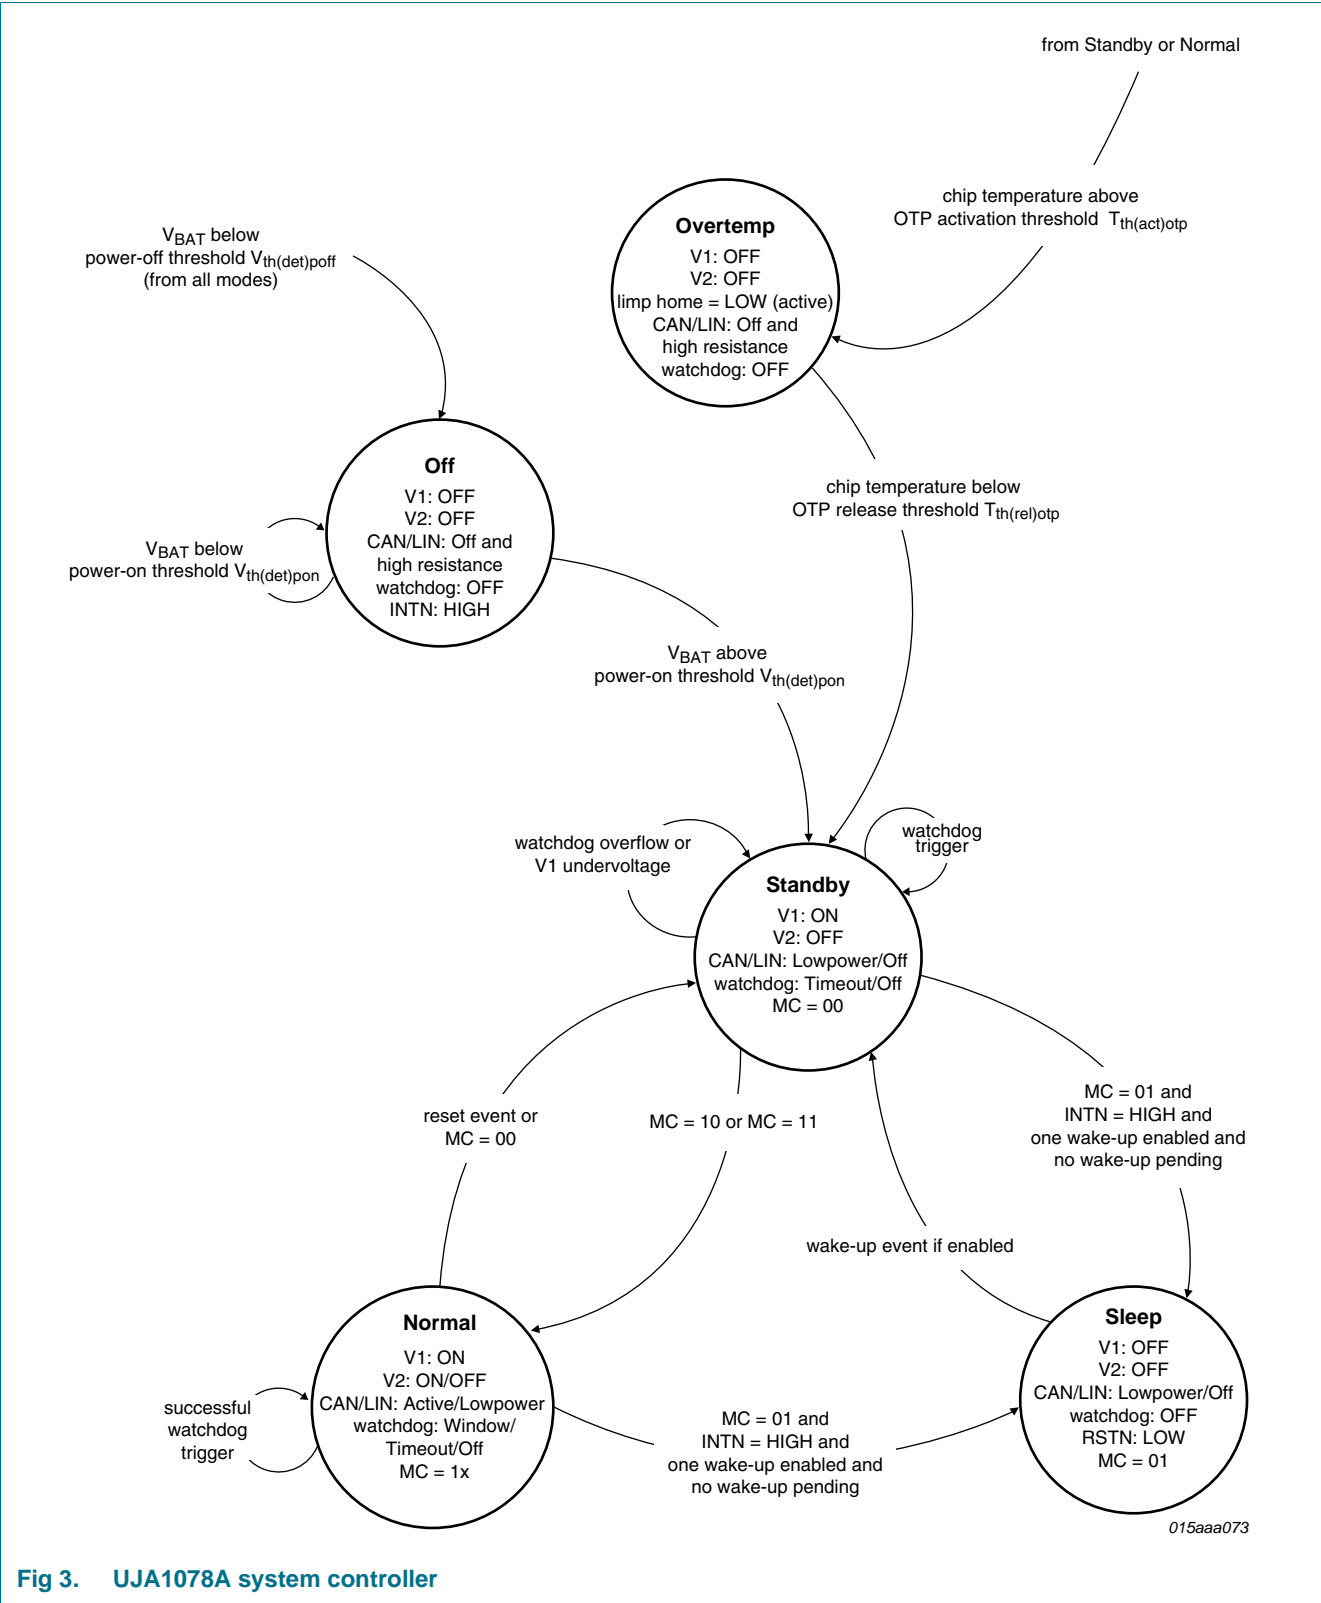 from Standby or Normal
chip temperature above
OTP activation threshold Tth(act)otp
Overtemp
V1: OFF
V2: OFF
limp home = LOW (active)
CAN/LIN: Off and
high resistance
watchdog: OFF
VBAT below
power-off threshold Vth(det)poff
(from all modes)
Off
V1: OFF
V2: OFF
CAN/LIN: Off and
high resistance
watchdog: OFF
INTN: HIGH
VBAT below
power-on threshold Vth(det)pon
chip temperature below
OTP release threshold Tth(rel)otp
VBAT above
power-on threshold Vth(det)pon
watchdog overflow or
V1 undervoltage
watchdog
trigger
Standby
V1: ON
V2: OFF
CAN/LIN: Lowpower/Off
watchdog: Timeout/Off
MC = 00
reset event or
MC = 00
MC = 10 or MC = 11
MC = 01 and
INTN = HIGH and
one wake-up enabled and
no wake-up pending
wake-up event if enabled
Normal
V1: ON
V2: ON/OFF
CAN/LIN: Active/Lowpower
watchdog: Window/
Timeout/Off
MC = 1x
successful
watchdog
trigger
MC = 01 and
INTN = HIGH and
one wake-up enabled and
no wake-up pending
Sleep
V1: OFF
V2: OFF
CAN/LIN: Lowpower/Off
watchdog: OFF
RSTN: LOW
MC = 01
015aaa073
Fig 3. UJA1078A system controller